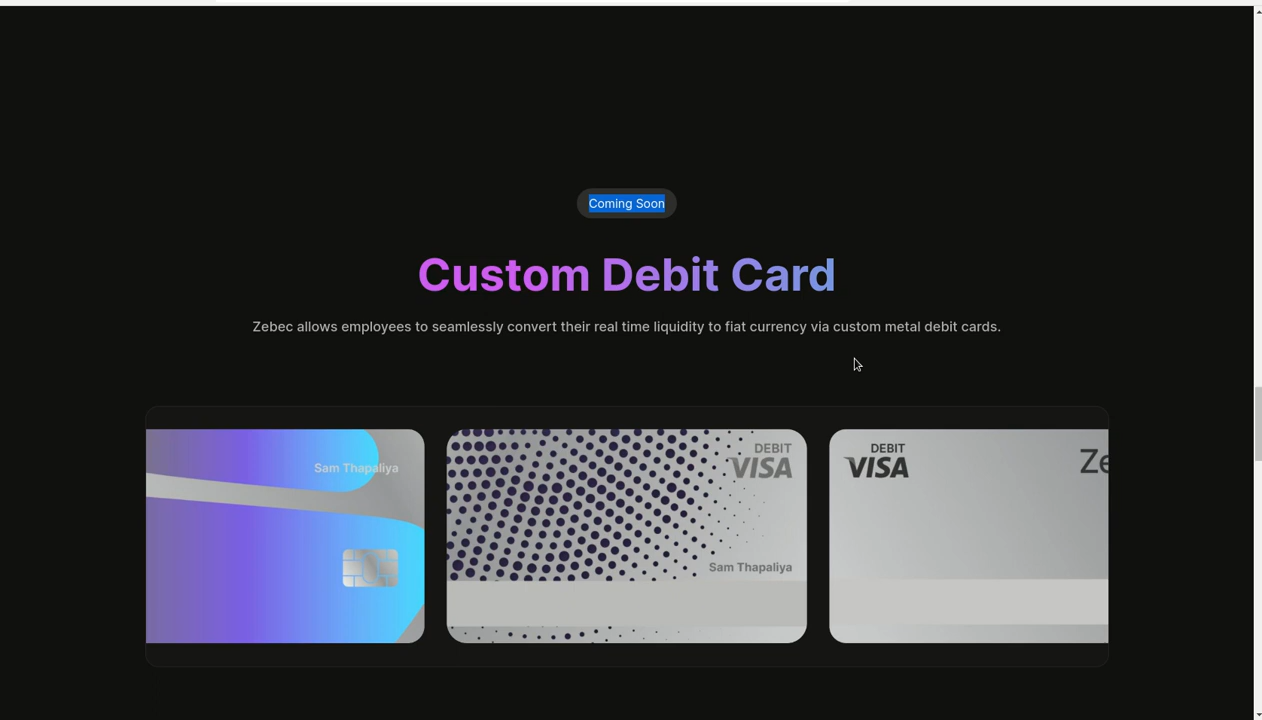 Coming Soon
Custom Debit Card
Zebec allows employees to seamlessly convert their real time liquidity to fiat currency via custom metal debit cards.
Sam Thapaliya
DEBIT
VISA
Sam Thapaliya
DEBIT
VISA
Ze